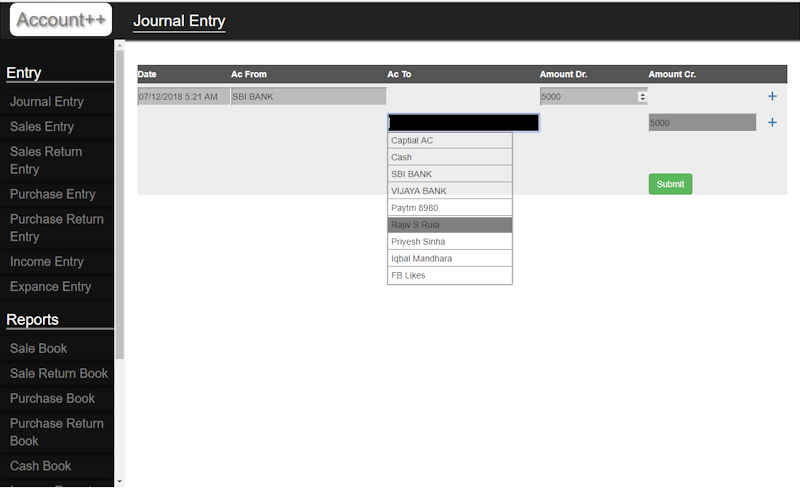 Account++
Journal Entry
Entry
Journal Entry
Sales Entry
Sales Return
Entry
Purchase Entry
Purchase Return
Entry
Income Entry
Expance Entry
Reports
Sale Book
Sale Return Book
Purchase Book
Purchase Return
Book
Cash Book
Date Ac From Ac To Amount Dr. Amount Cr.
07/12/2018 5:21 AM SBI BANK 5000 +
5000 +
Captial AC
Cash
SBI BANK
VIJAYA BANK
Paytm 8980
Rajiv S Ruia
Priyesh Sinha
Iqbal Mandhara
FB Likes
Submit